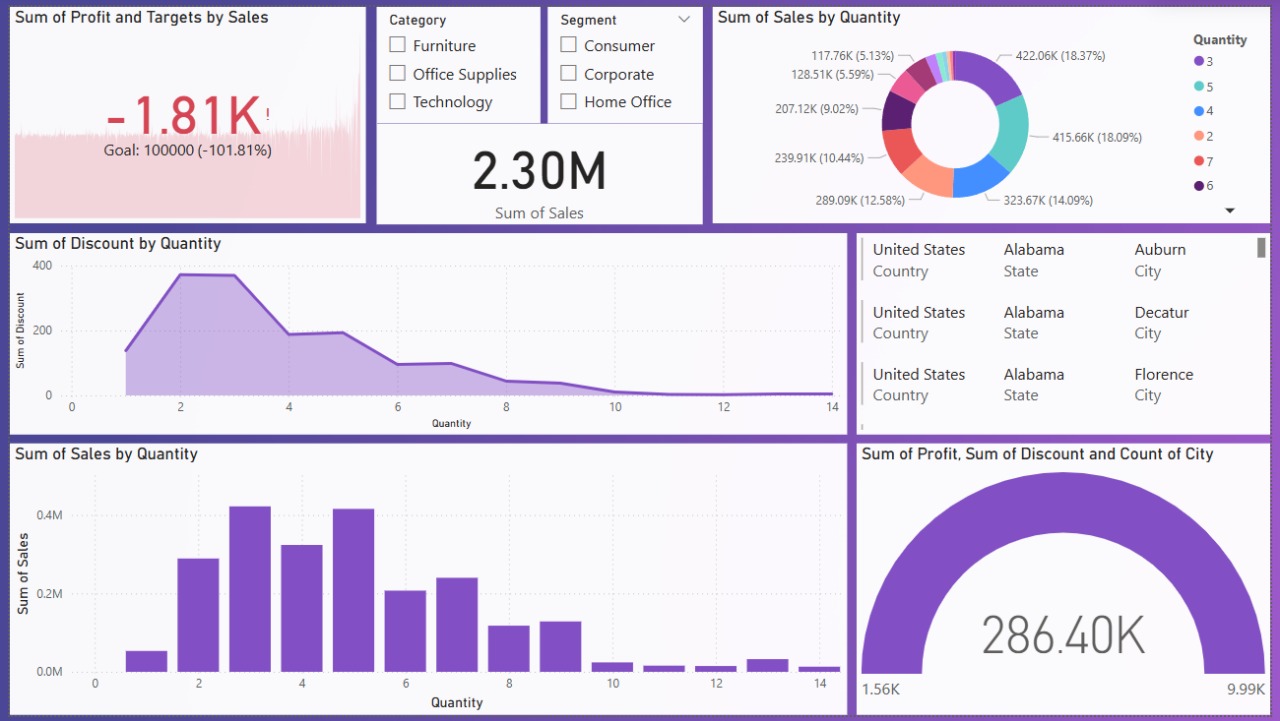 Sum of Profit and Targets by Sales
-1.81K!
Goal: 100000 (-101.81%)
Category
Furniture
Office Supplies
Technology
Segment
Consumer
Corporate
Home Office
2.30M
Sum of Sales
Sum of Sales by Quantity
117.76K (5.13%)
422.06K (18.37%)
128.51K (5.59%)
207.12K (9.02%)
415.66K (18.09%)
239.91K (10.44%)
289.09K (12.58%)
323.67K (14.09%)
Quantity
3
5
4
2
7
6
Sum of Discount by Quantity
Sum of Discount
400
200
0
0 2 4 6 8 10 12 14
Quantity
United States Alabama Auburn
Country State City
United States Alabama Decatur
Country State City
United States Alabama Florence
Country State City
Sum of Sales by Quantity
Sum of Sales
0.4M
0.2M
0.0M
0 2 4 6 8 10 12 14
Quantity
Sum of Profit, Sum of Discount and Count of City
286.40K
1.56K 9.99K